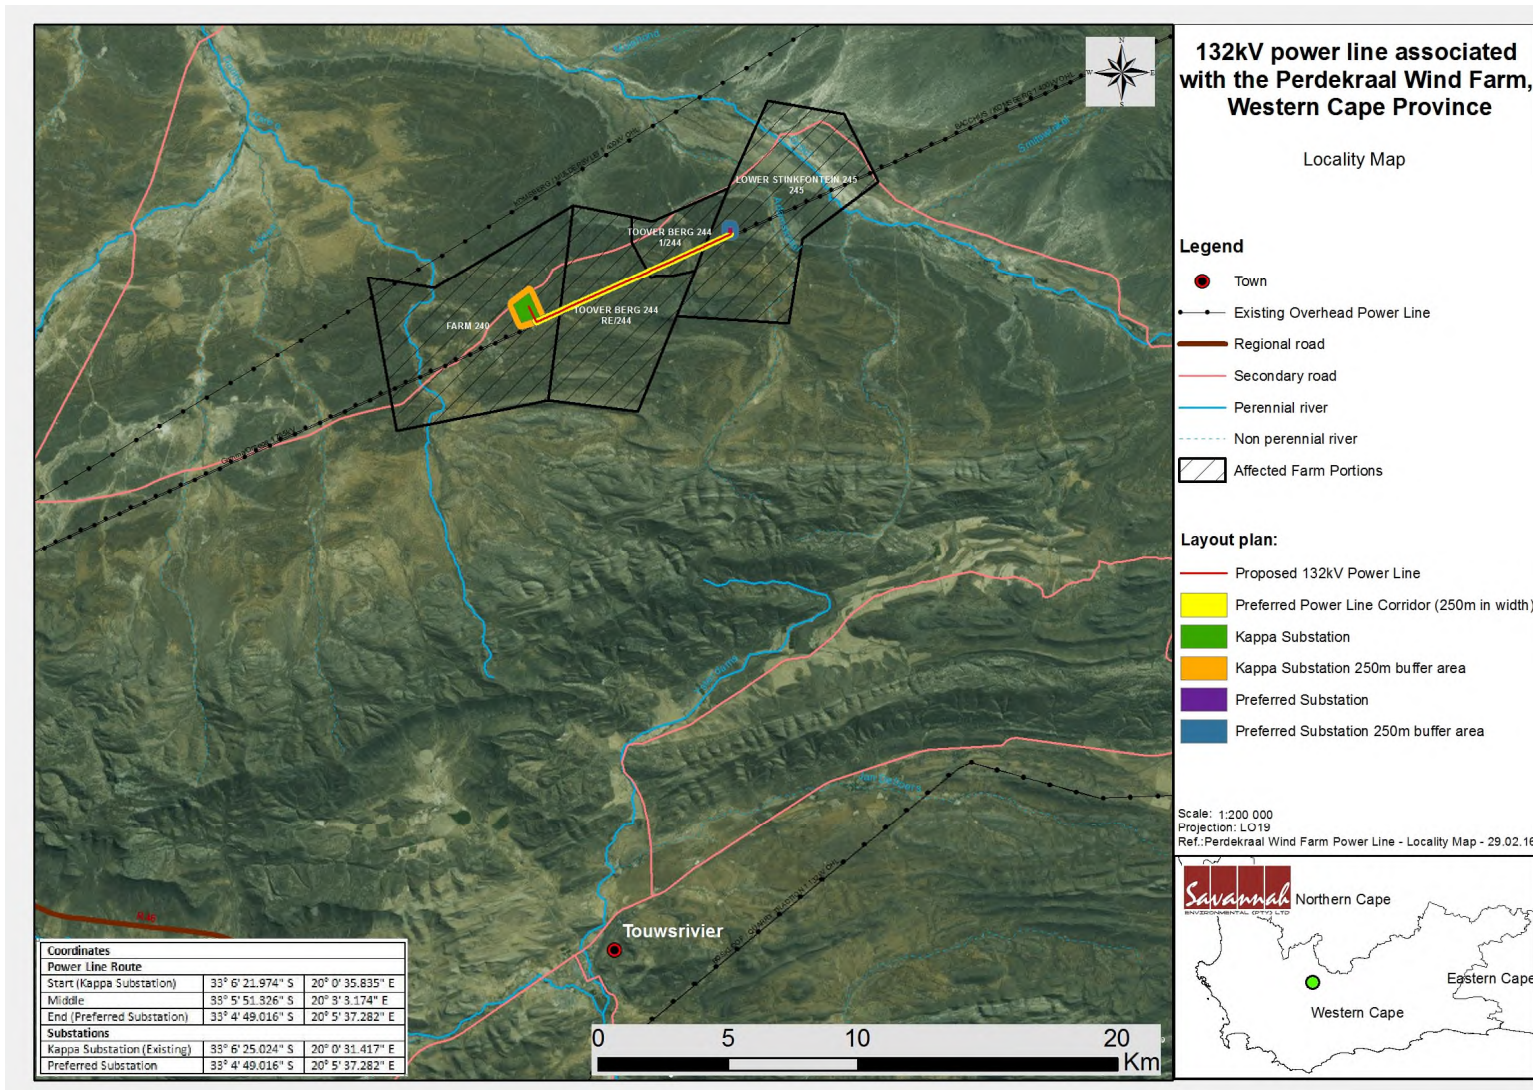 132kV power line associated
with the Perdekraal Wind Farm,
Western Cape Province
Locality Map
Legend
Town
Existing Overhead Power Line
Regional road
Secondary road
Perennial river
Non perennial river
Affected Farm Portions
Layout plan:
Proposed 132kV Power Line
Preferred Power Line Corridor (250m in width)
Kappa Substation
Kappa Substation 250m buffer area
Preferred Substation
Preferred Substation 250m buffer area
Scale: 1:200 000
Projection: LO19
Ref.:Perdekraal Wind Farm Power Line - Locality Map - 29.02.16
Savannah
ENVIRONMENTAL (PTY) LTD
Northern Cape
Eastern Cape
Western Cape
N
W
E
S
LOWER STINKFONTEIN 245
245
TOOVER BERG 244
1/244
TOOVER BERG 244
RE/244
FARM 240
Touwsrivier
Coordinates
Power Line Route
Start (Kappa Substation) 33° 6' 21.974" S 20° 0' 35.835" E
Middle 33° 5' 51.326" S 20° 3' 3.174" E
End (Preferred Substation) 33° 4' 49.016" S 20° 5' 37.282" E
Substations
Kappa Substation (Existing) 33° 6' 25.024" S 20° 0' 31.417" E
Preferred Substation 33° 4' 49.016" S 20° 5' 37.282" E
0 5 10 20
Km